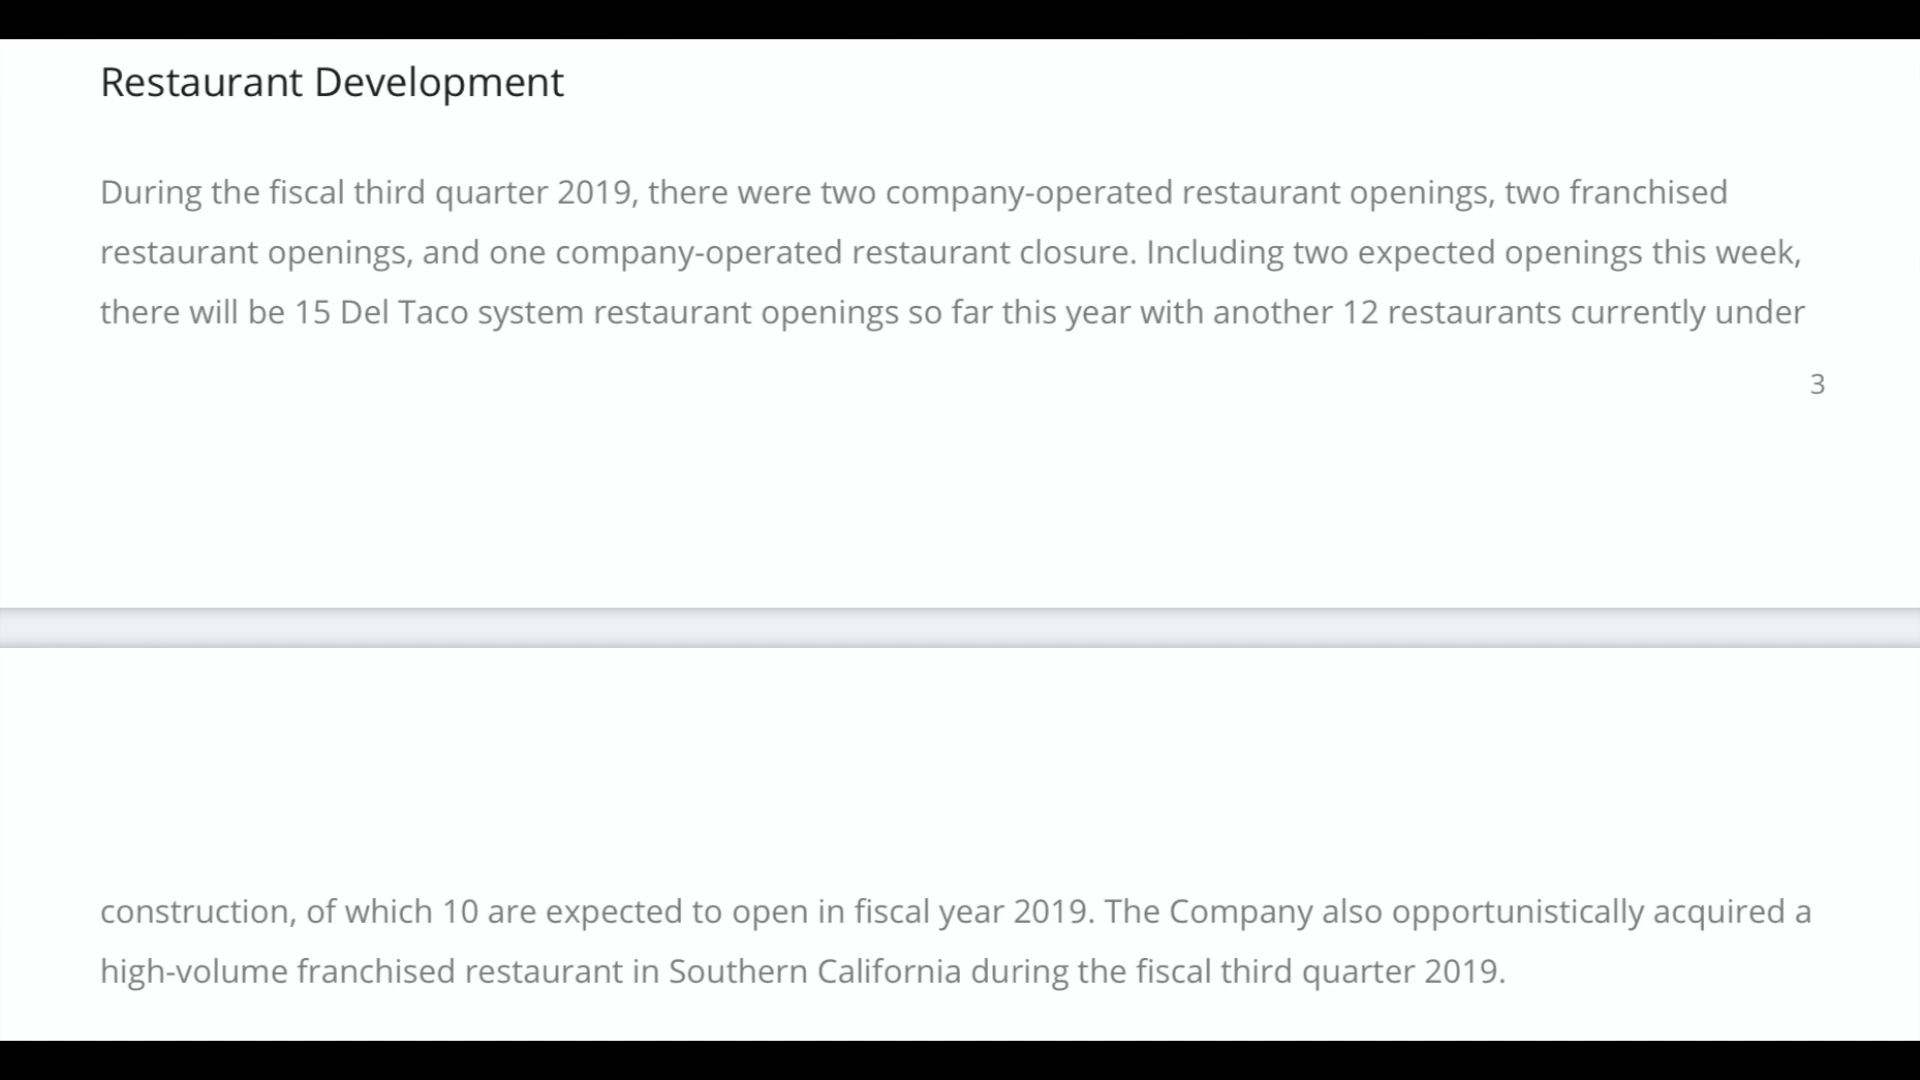 Restaurant Development
During the fiscal third quarter 2019, there were two company-operated restaurant openings, two franchised
restaurant openings, and one company-operated restaurant closure. Including two expected openings this week,
there will be 15 Del Taco system restaurant openings so far this year with another 12 restaurants currently under
3
construction, of which 10 are expected to open in fiscal year 2019. The Company also opportunistically acquired a
high-volume franchised restaurant in Southern California during the fiscal third quarter 2019.